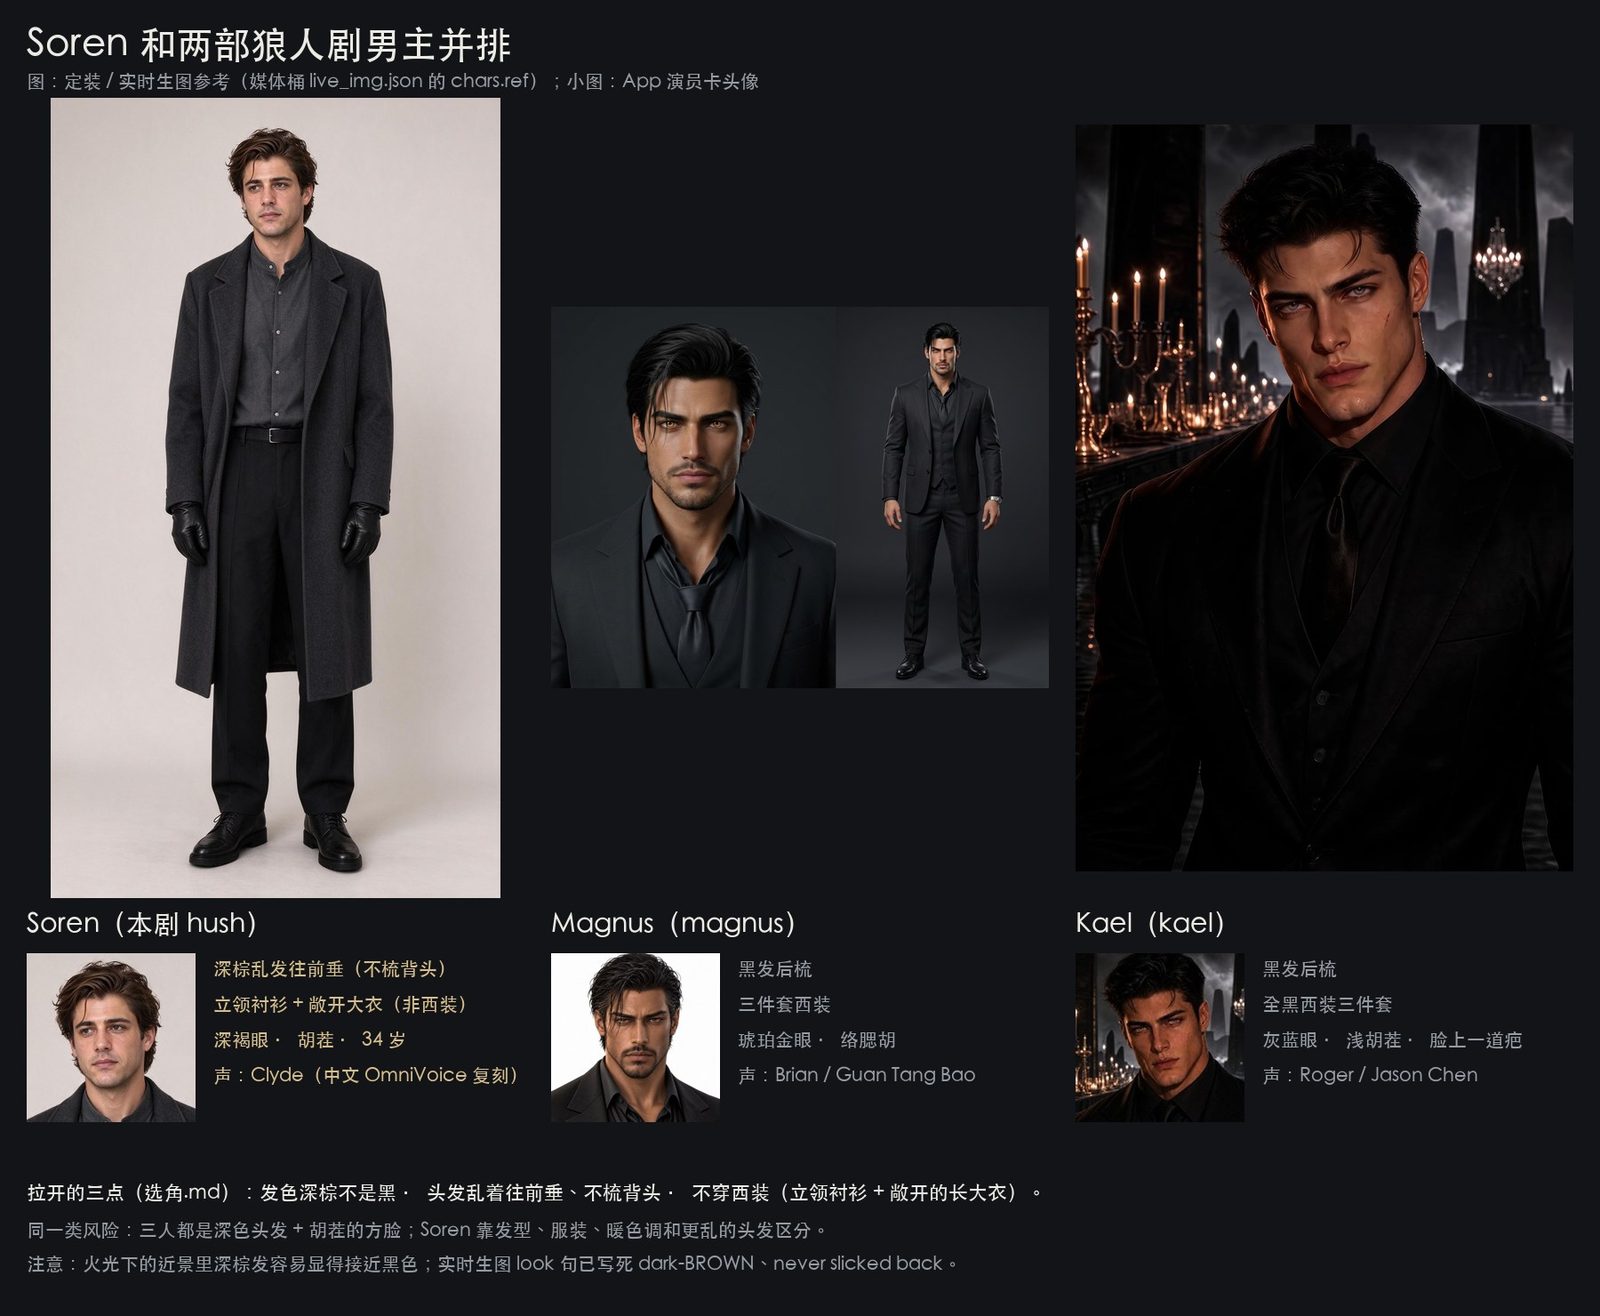 Soren 和两部狼人剧男主并排
图：定装 / 实时生图参考（媒体桶 live_img.json 的 chars.ref）；小图：App 演员卡头像
Soren（本剧 hush）
深棕乱发往前垂（不梳背头）
立领衬衫 + 敞开大衣（非西装）
深褐眼· 胡茬· 34 岁
声：Clyde（中文 OmniVoice 复刻）
Magnus（magnus）
黑发后梳
三件套西装
琥珀金眼· 络腮胡
声：Brian / Guan Tang Bao
Kael（kael）
黑发后梳
全黑西装三件套
灰蓝眼· 浅胡茬· 脸上一道疤
声：Roger / Jason Chen
拉开的三点（选角.md）：发色深棕不是黑· 头发乱着往前垂、不梳背头· 不穿西装（立领衬衫 + 敞开的长大衣）。
同一类风险：三人都是深色头发 + 胡茬的方脸；Soren 靠发型、服装、暖色调和更乱的头发区分。
注意：火光下的近景里深棕发容易显得接近黑色；实时生图 look 句已写死 dark-BROWN、never slicked back。